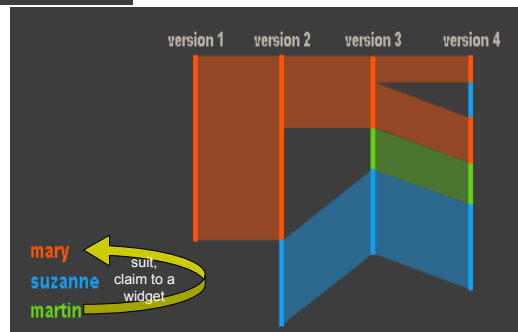 version 1 version 2 version 3 version 4
mary
suit,
suzanne
claim to a
widget
martin